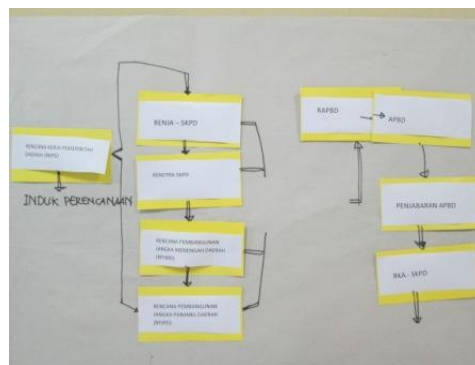 RENCANA KERJA PEMERINTAH
DAERAH (RKPD)
INDUK PERENCANAAN
RENJA – SKPD
RENSTRA SKPD
RENCANA PEMBANGUNAN
JANGKA MENENGAH DAERAH
(RPJMD)
RENCANA PEMBANGUNAN
JANGKA PANJANG DAERAH
(RPJPD)
RAPBD
APBD
PENJABARAN APBD
RKA - SKPD